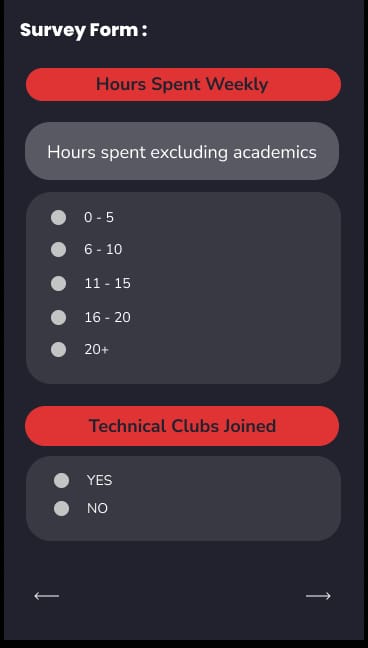 Survey Form :
Hours Spent Weekly
Hours spent excluding academics
0 - 5
6 - 10
11 - 15
16 - 20
20+
Technical Clubs Joined
YES
NO